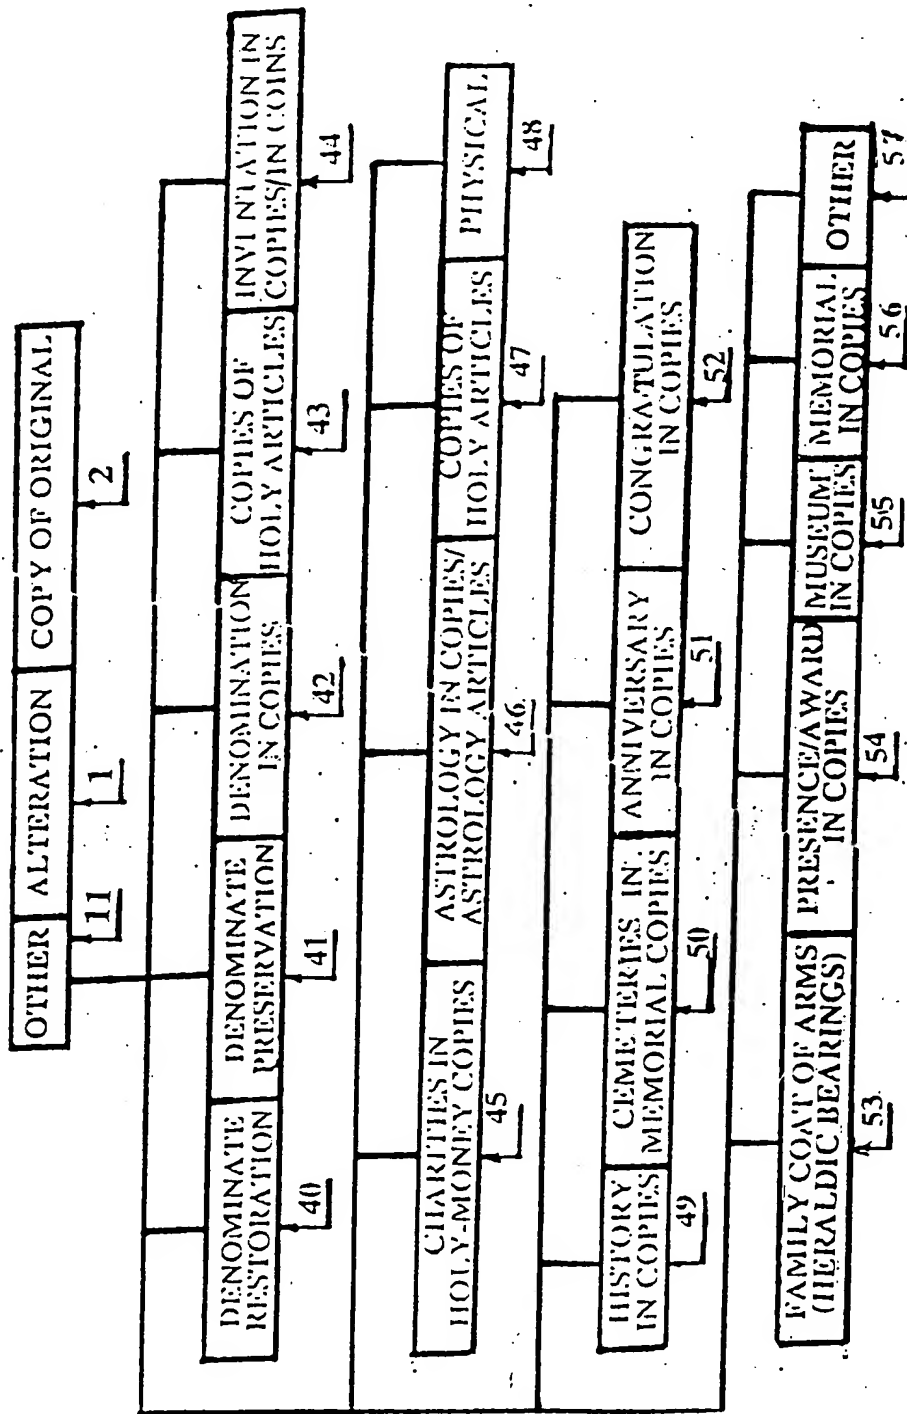 OTHER ALTERATION COPY OF ORIGINAL
11 1 2
DENOMINATE
RESTORATION
40
DENOMINATE
PRESERVATION
41
DENOMINATION
IN COPIES
42
COPIES OF
HOLY ARTICLES
43
IN
COPIES/IN COINS
44
CHARITIES IN
HOLY-MONEY COPIES
45
ASTROLOGY IN COPIES/
ASTROLOGY ARTICLES
46
COPIES OF
HOLY ARTICLES
47
PHYSICAL
48
HISTORY
IN COPIES
49
CEMETERIES IN
MEMORIAL COPIES
50
ANNIVERSARY
IN COPIES
51
CONGRATULATION
IN COPIES
52
FAMILY COAT OF ARMS
(HERALDIC BEARINGS)
53
PRESENCE/AWARD
IN COPIES
54
MUSEUM
IN COPIES
55
MEMORIAL
IN COPIES
56
OTHER
57